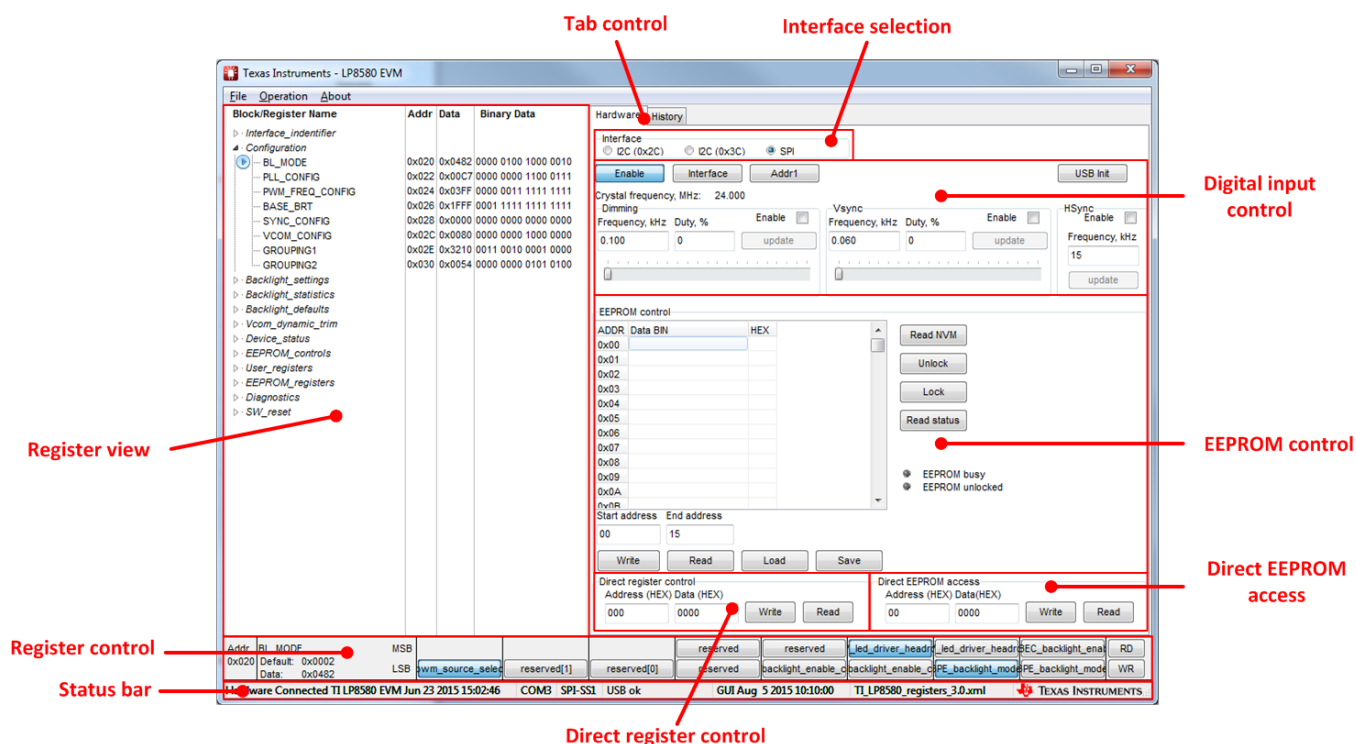 Tab control
Interface selection
Texas Instruments - LP8580 EVM
File Operation About
Block/Register Name Addr Data Binary Data
Interface_indentifier
Configuration
BL_MODE 0x020 0x0482 0000 0100 1000 0010
PLL_CONFIG 0x022 0x00C7 0000 0000 1100 0111
PWM_FREQ_CONFIG 0x024 0x03FF 0000 0011 1111 1111
BASE_BRT 0x026 0x1FFF 0001 1111 1111 1111
SYNC_CONFIG 0x028 0x0000 0000 0000 0000 0000
VCOM_CONFIG 0x02C 0x0080 0000 0000 1000 0000
GROUPING1 0x02E 0x3210 0011 0010 0001 0000
GROUPING2 0x030 0x0054 0000 0000 0101 0100
Backlight_settings
Backlight_statistics
Backlight_defaults
Vcom_dynamic_trim
Device_status
EEPROM_controls
User_registers
EEPROM_registers
Diagnostics
SW_reset
Register view
Hardware History
Interface
I2C (0x2C) I2C (0x3C) SPI
Enable Interface Addr1 USB Init
Crystal frequency, MHz: 24.000
Dimming
Frequency, kHz Duty, % Enable
0.100 0 update
Vsync
Frequency, kHz Duty, % Enable
0.060 0 update
HSync
Enable
Frequency, kHz
15
update
Digital input
control
EEPROM control
ADDR Data BIN HEX
0x00
0x01
0x02
0x03
0x04
0x05
0x06
0x07
0x08
0x09
0x0A
0x0B
Read NVM
Unlock
Lock
Read status
EEPROM busy
EEPROM unlocked
EEPROM control
Start address End address
00 15
Write Read Load Save
Direct register control
Address (HEX) Data (HEX)
000 0000 Write Read
Direct EEPROM access
Address (HEX) Data(HEX)
00 0000 Write Read
Direct EEPROM
access
Register control
Addr BL_MODE MSB
0x020 Default: 0x0002
Data: 0x0482 LSB
reserved reserved _led_driver_headr _led_driver_headr BEC_backlight_enat RD
wm_source_selec reserved[1] reserved[0] reserved backlight_enable_c backlight_enable_c PE_backlight_mode PE_backlight_mode WR
Status bar
Hardware Connected TI LP8580 EVM Jun 23 2015 15:02:46 COM3 SPI-SS1 USB ok GUI Aug 5 2015 10:10:00 TI_LP8580_registers_3.0.xml TEXAS INSTRUMENTS
Direct register control